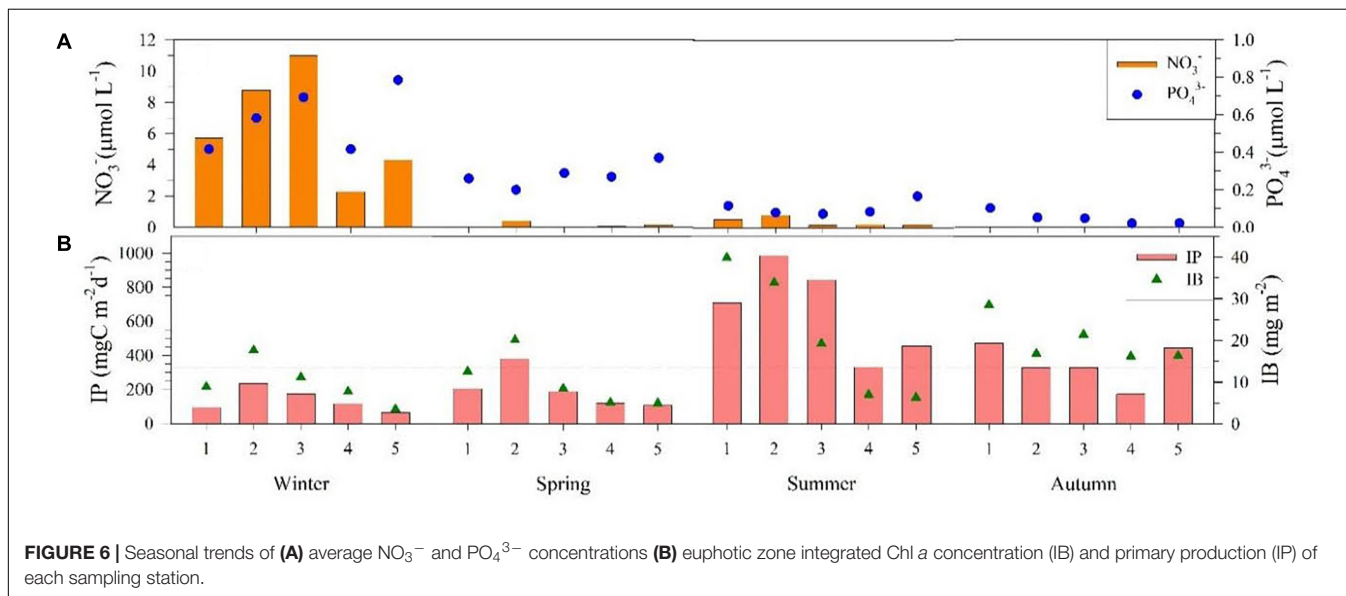 A
NO₃⁻(μmol L⁻¹)
12
10
8
6
4
2
0
1.0
0.8
0.6
0.4
0.2
0.0
PO₄³⁻(μmol L⁻¹)
NO₃⁻
PO₄³⁻
B
IP (mgC m⁻²d⁻¹)
1000
800
600
400
200
0
40
30
20
10
0
IB (mg m⁻²)
IP
IB
1 2 3 4 5 1 2 3 4 5 1 2 3 4 5 1 2 3 4 5
Winter Spring Summer Autumn
FIGURE 6 | Seasonal trends of (A) average NO₃⁻ and PO₄³⁻ concentrations (B) euphotic zone integrated Chl a concentration (IB) and primary production (IP) of
each sampling station.